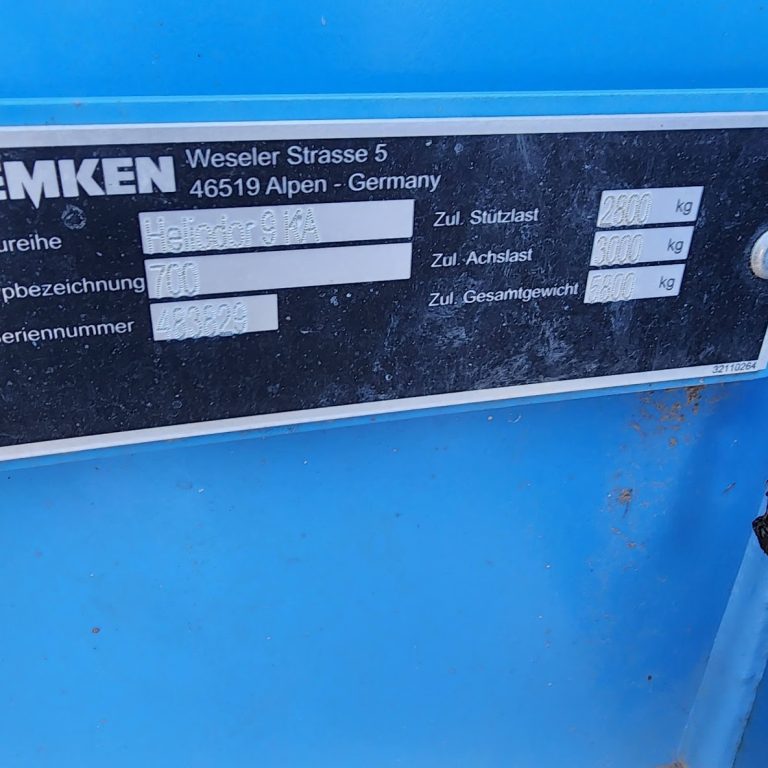 EMKEN Weseler Strasse 5
46519 Alpen - Germany
ureihe Heliodor 9 KA
pbezeichnung 700
eriennummer 483829
Zul. Stützlast 2800 kg
Zul. Achslast 3000 kg
Zul. Gesamtgewicht 5800 kg
32110264